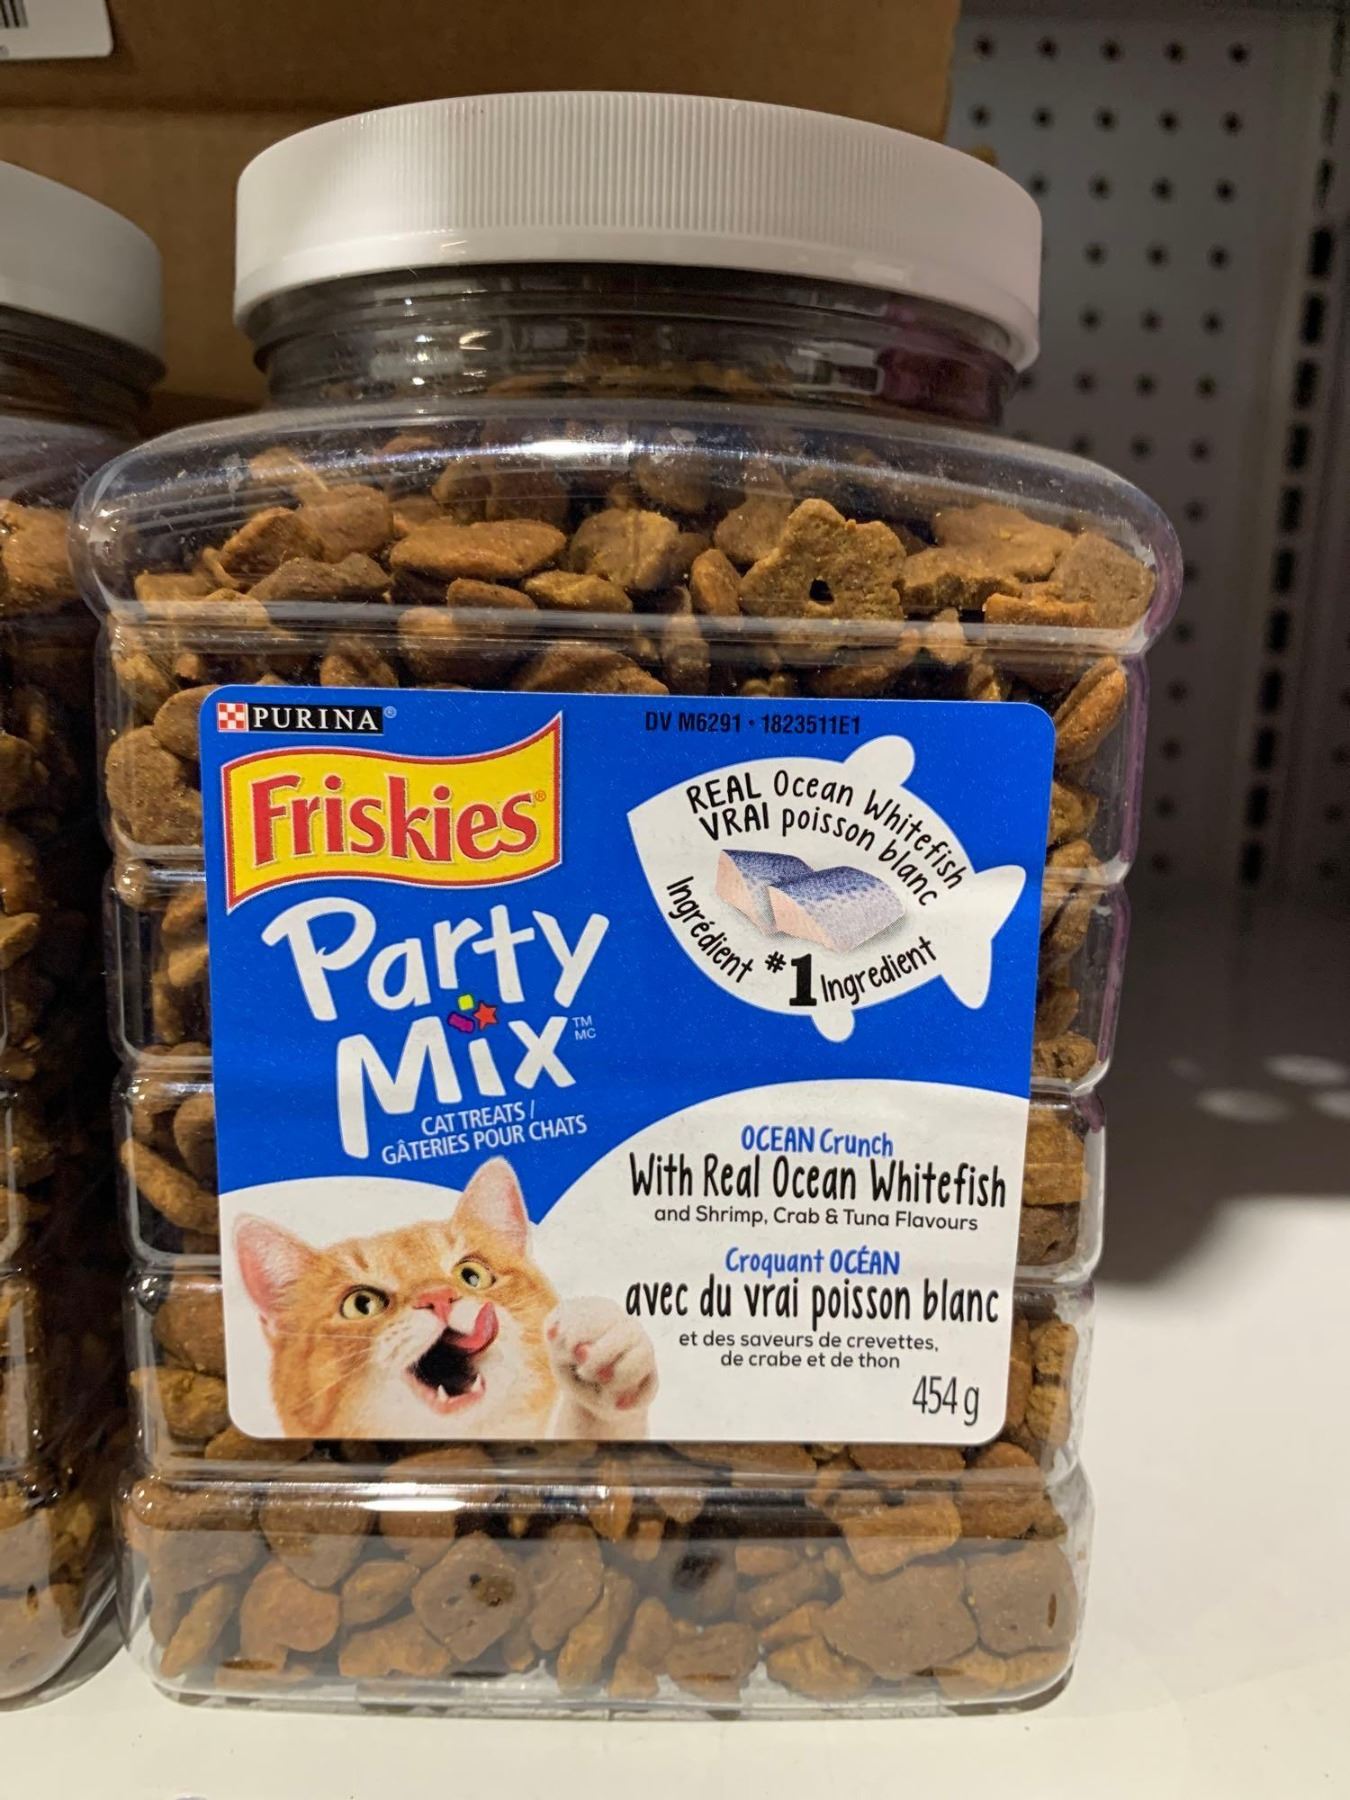 PURINA
Friskies
Party
Mix
TM
MC
CAT TREATS /
GÂTERIES POUR CHATS
DV M6291 • 1823511E1
REAL Ocean Whitefish
VRAI poisson blanc
Ingrédient #1 Ingredient
OCEAN Crunch
With Real Ocean Whitefish
and Shrimp, Crab & Tuna Flavours
Croquant OCÉAN
avec du vrai poisson blanc
et des saveurs de crevettes,
de crabe et de thon
454 g